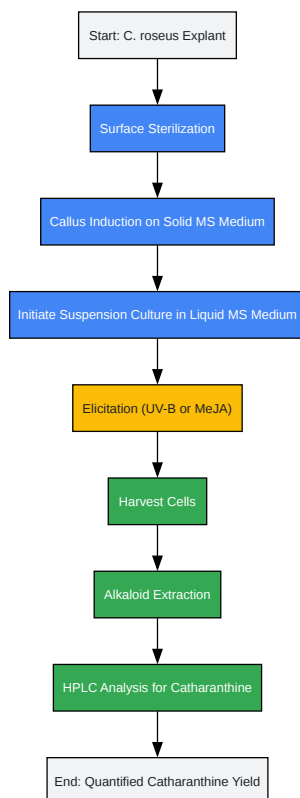 Start: C. roseus Explant
Surface Sterilization
Callus Induction on Solid MS Medium
Initiate Suspension Culture in Liquid MS Medium
Elicitation (UV-B or MeJA)
Harvest Cells
Alkaloid Extraction
HPLC Analysis for Catharanthine
End: Quantified Catharanthine Yield